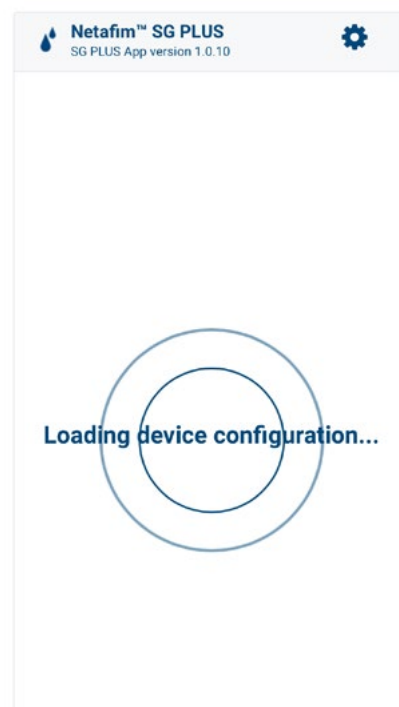 Netafim™ SG PLUS
SG PLUS App version 1.0.10
Loading device configuration...